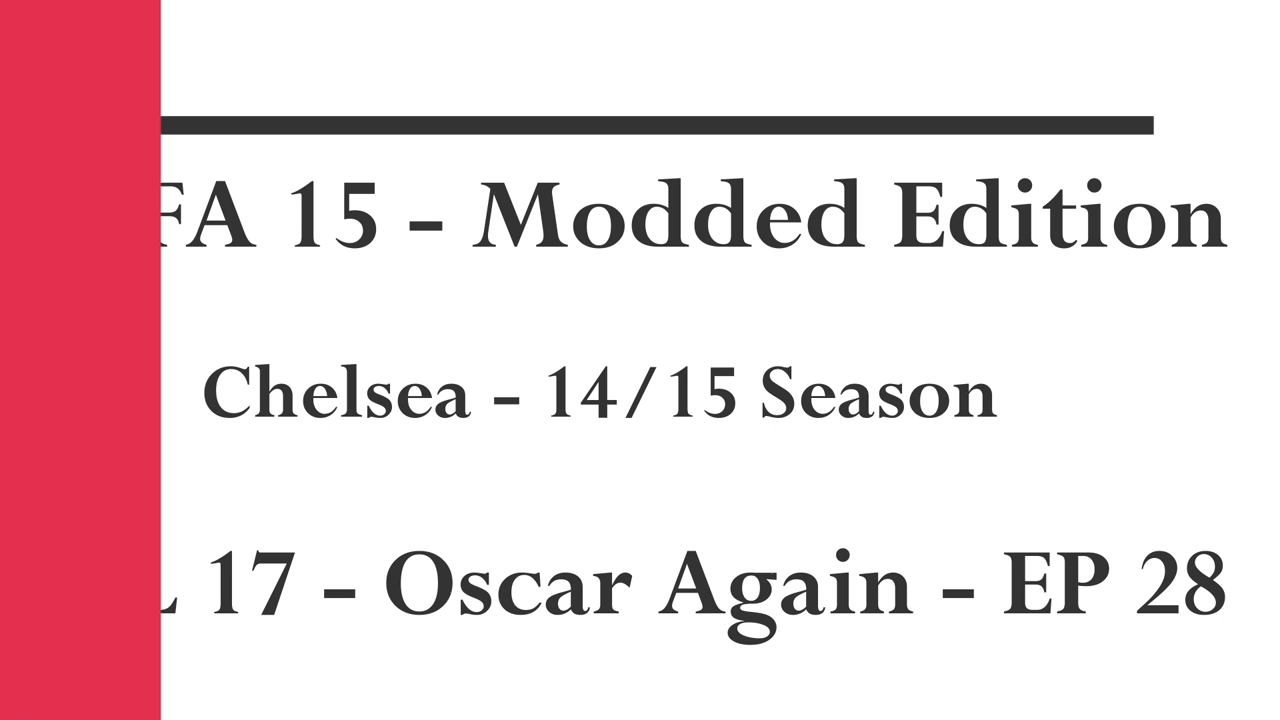 FA 15 - Modded Edition
Chelsea - 14/15 Season
17 - Oscar Again - EP 28